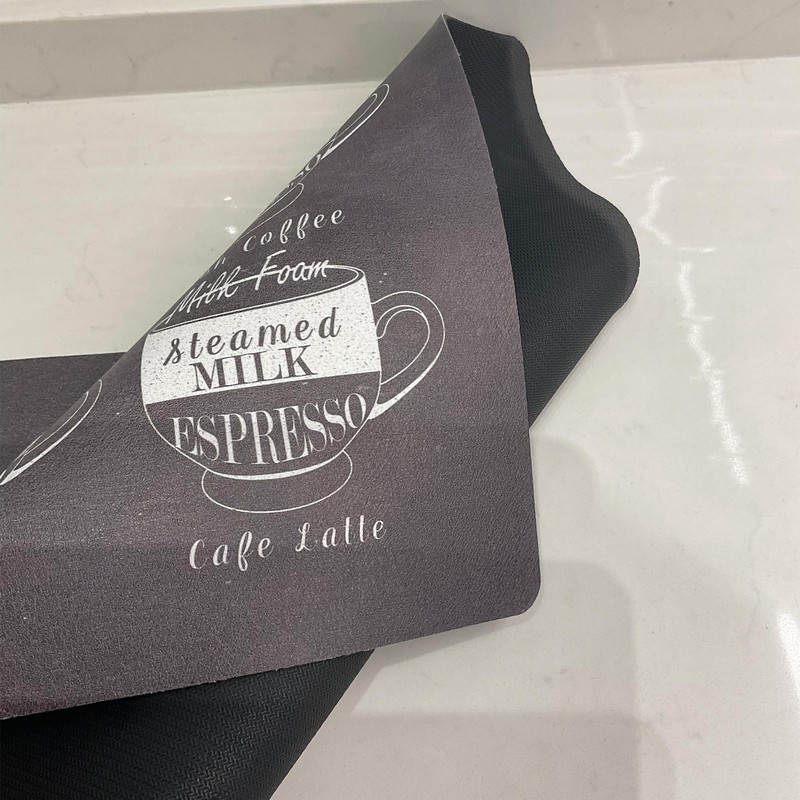 Coffee
Milk Foam
steamed
MILK
ESPRESSO
Cafe Latte